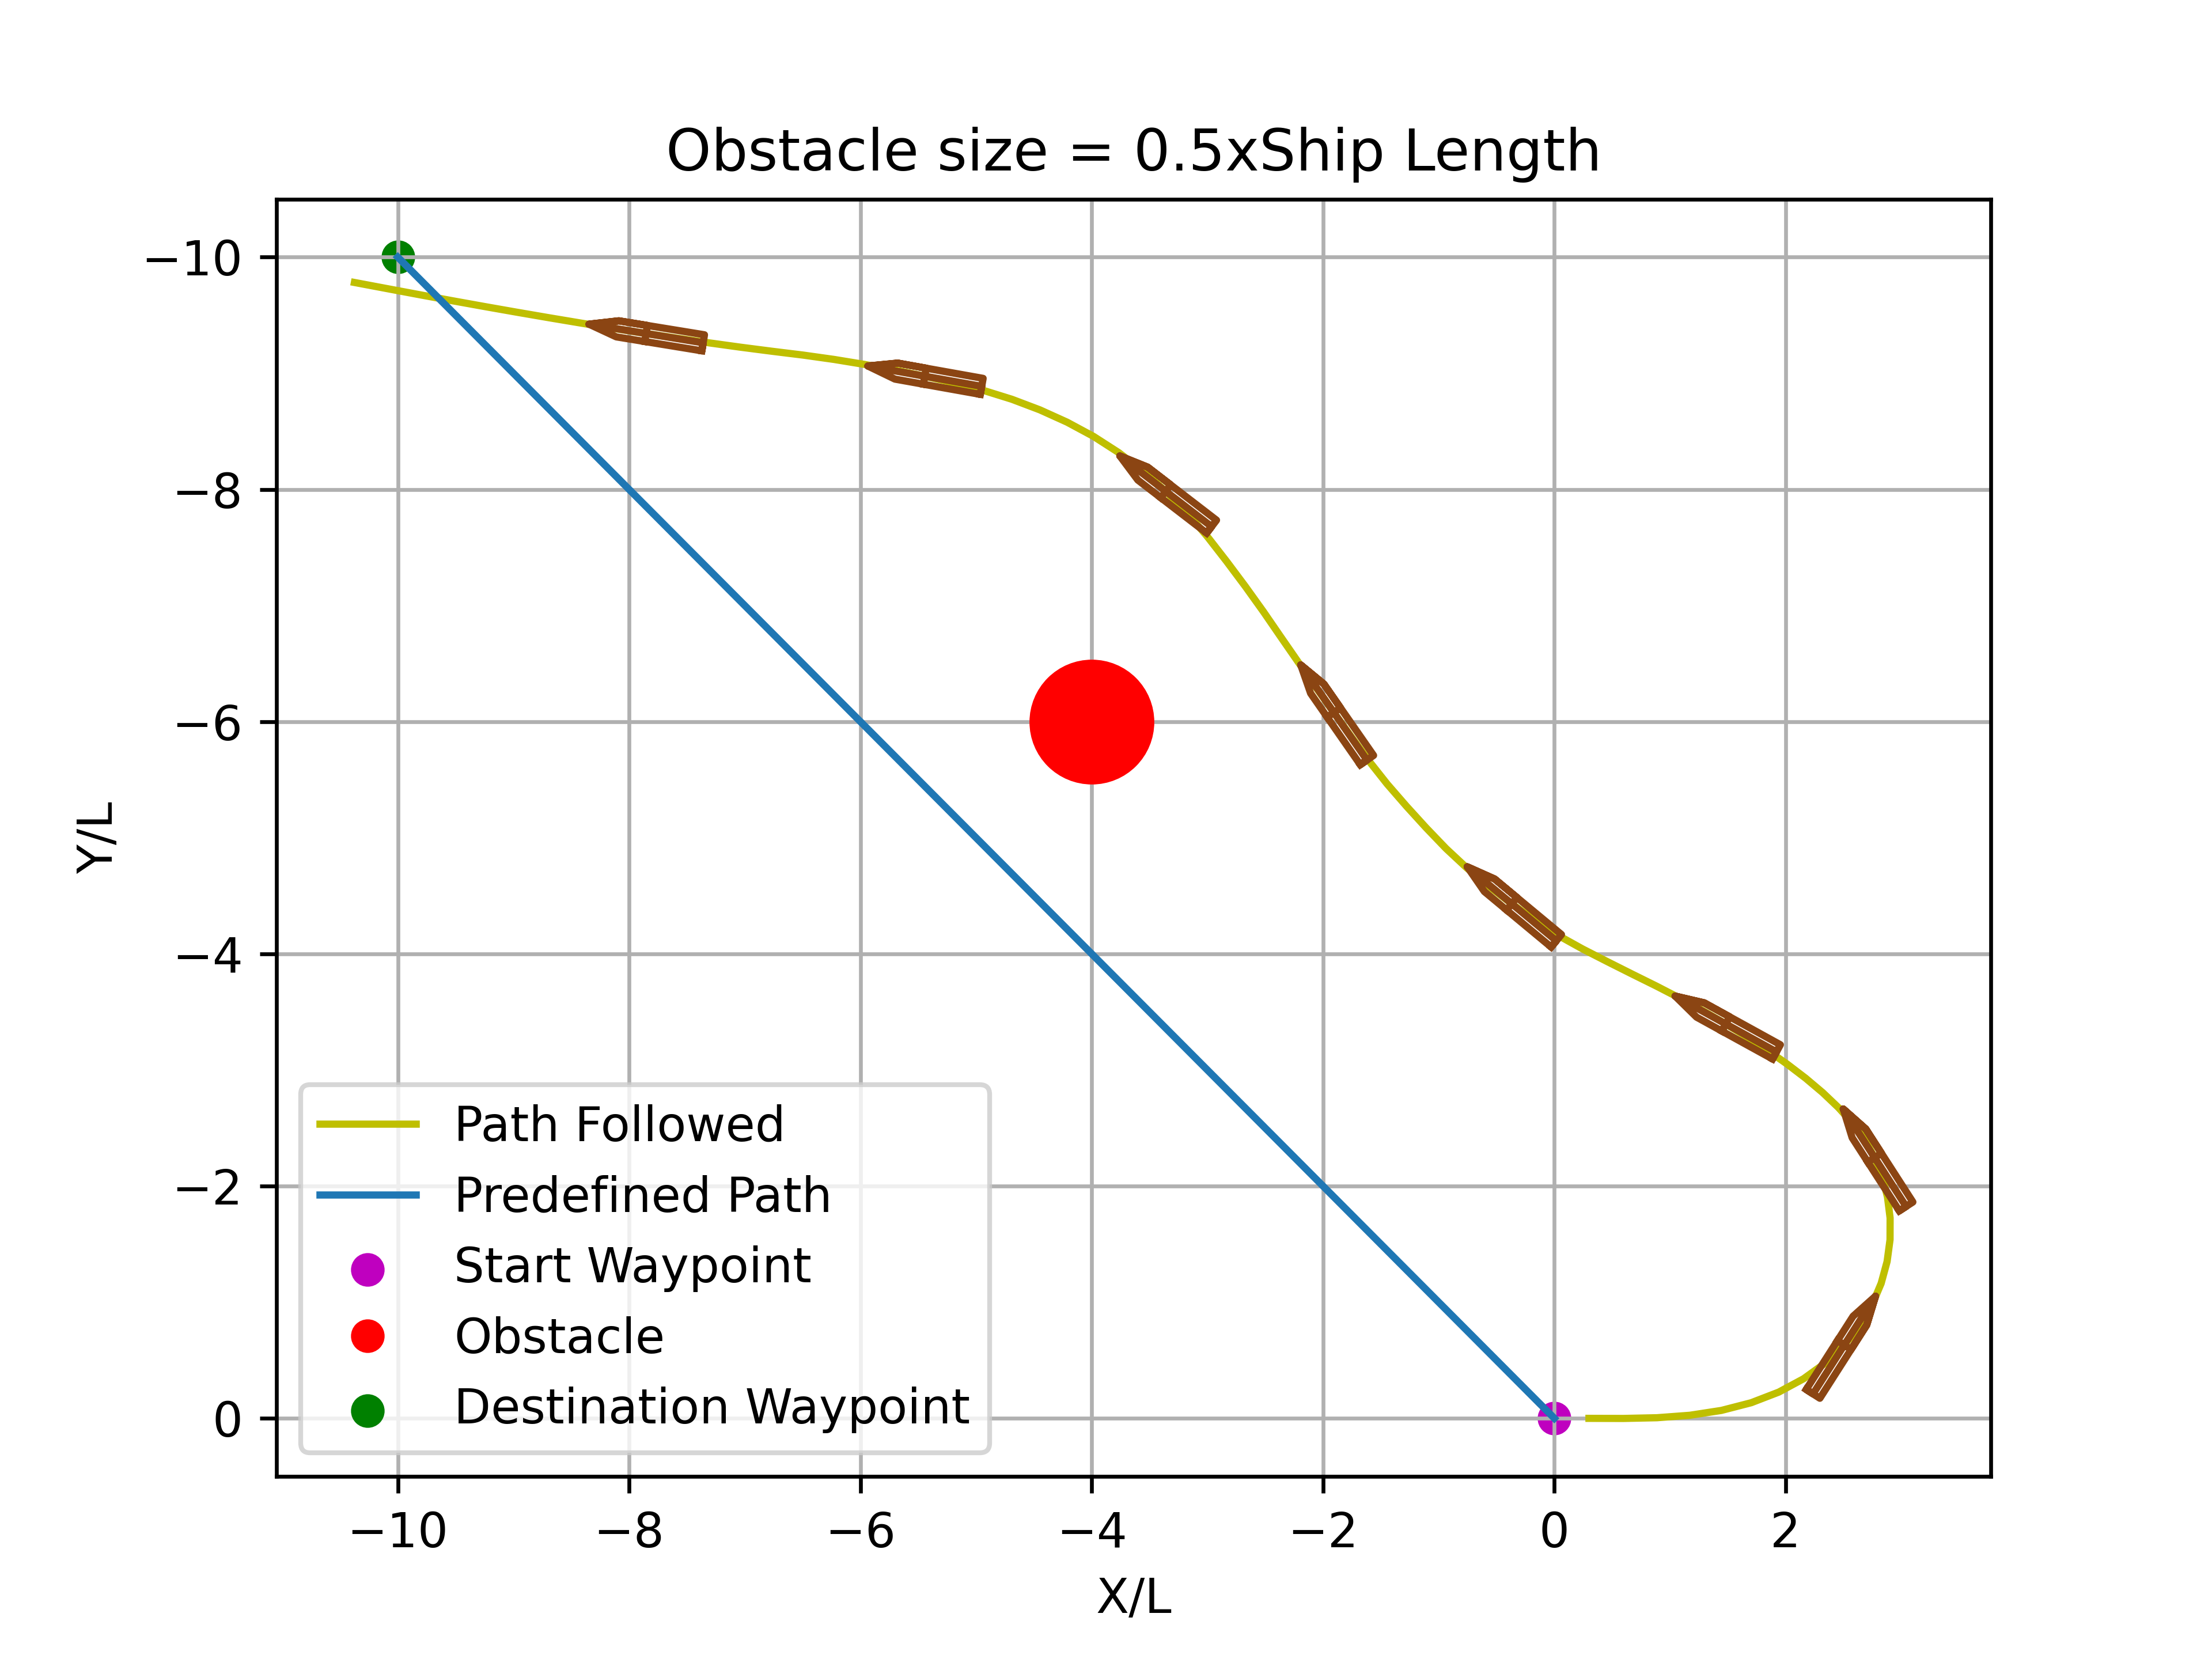 Obstacle size = 0.5xShip Length
−10
−8
−6
−4
−2
0
Y/L
Path Followed
Predefined Path
Start Waypoint
Obstacle
Destination Waypoint
−10 −8 −6 −4 −2 0 2
X/L